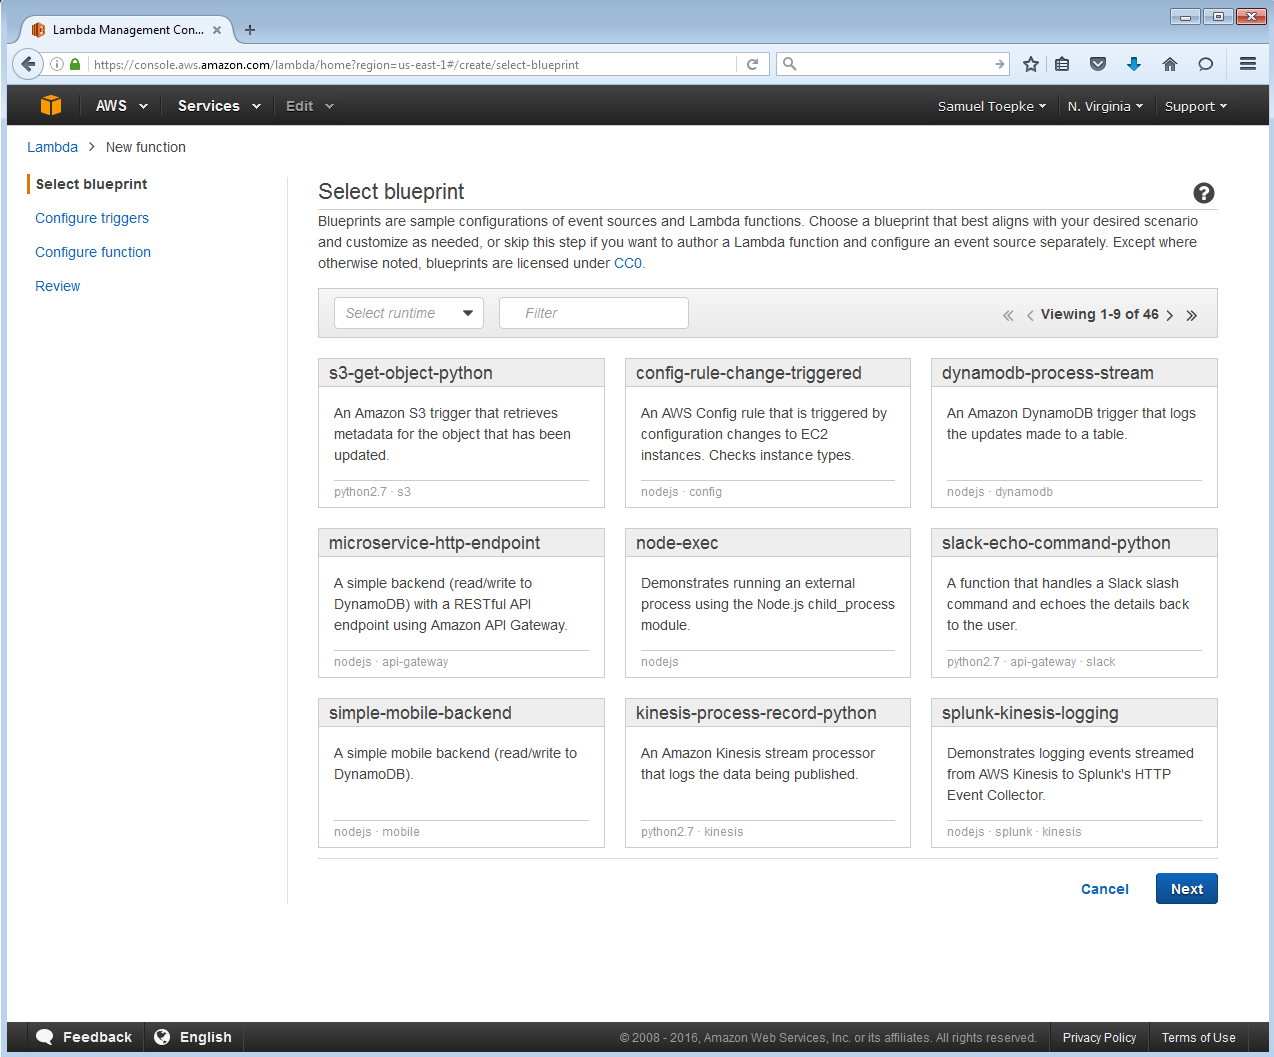 Lambda Management Con...
https://console.aws.amazon.com/lambda/home?region=us-east-1#/create/select-blueprint
AWS Services Edit Samuel Toepke N. Virginia Support
Lambda > New function
Select blueprint
Configure triggers
Configure function
Review
Select blueprint
Blueprints are sample configurations of event sources and Lambda functions. Choose a blueprint that best aligns with your desired scenario
and customize as needed, or skip this step if you want to author a Lambda function and configure an event source separately. Except where
otherwise noted, blueprints are licensed under CC0.
Select runtime Filter « ‹ Viewing 1-9 of 46 › »
s3-get-object-python
An Amazon S3 trigger that retrieves
metadata for the object that has been
updated.
python2.7 · s3
config-rule-change-triggered
An AWS Config rule that is triggered by
configuration changes to EC2
instances. Checks instance types.
nodejs · config
dynamodb-process-stream
An Amazon DynamoDB trigger that logs
the updates made to a table.
nodejs · dynamodb
microservice-http-endpoint
A simple backend (read/write to
DynamoDB) with a RESTful API
endpoint using Amazon API Gateway.
nodejs · api-gateway
node-exec
Demonstrates running an external
process using the Node.js child_process
module.
nodejs
slack-echo-command-python
A function that handles a Slack slash
command and echoes the details back
to the user.
python2.7 · api-gateway · slack
simple-mobile-backend
A simple mobile backend (read/write to
DynamoDB).
nodejs · mobile
kinesis-process-record-python
An Amazon Kinesis stream processor
that logs the data being published.
python2.7 · kinesis
splunk-kinesis-logging
Demonstrates logging events streamed
from AWS Kinesis to Splunk's HTTP
Event Collector.
nodejs · splunk · kinesis
Cancel Next
Feedback English © 2008 - 2016, Amazon Web Services, Inc. or its affiliates. All rights reserved. Privacy Policy Terms of Use